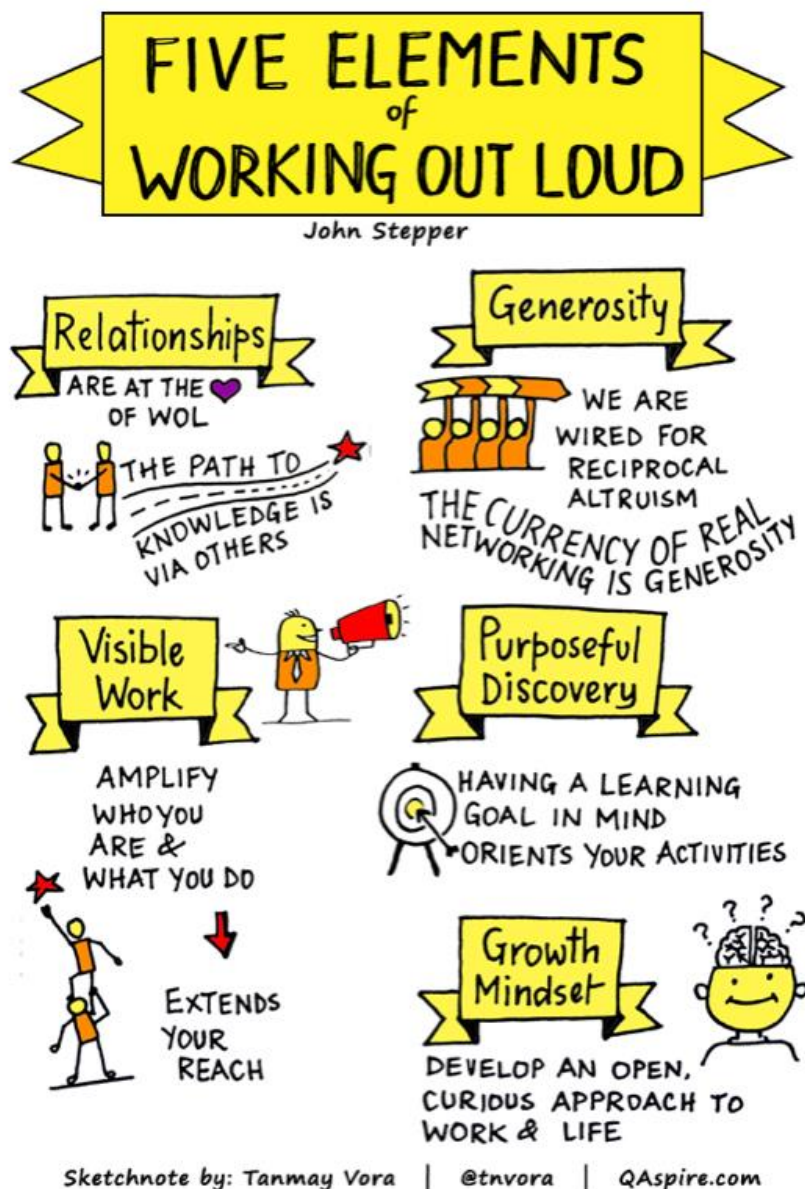 FIVE ELEMENTS
of
WORKING OUT LOUD
John Stepper
Relationships
ARE AT THE
OF WOL
THE PATH TO
KNOWLEDGE IS
VIA OTHERS
Generosity
WE ARE
WIRED FOR
RECIPROCAL
ALTRUISM
THE CURRENCY OF REAL
NETWORKING IS GENEROSITY
Visible
Work
AMPLIFY
WHO YOU
ARE &
WHAT YOU DO
EXTENDS
YOUR
REACH
Purposeful
Discovery
HAVING A LEARNING
GOAL IN MIND
ORIENTS YOUR ACTIVITIES
Growth
Mindset
? ? ? ?
DEVELOP AN OPEN,
CURIOUS APPROACH TO
WORK & LIFE
Sketchnote by: Tanmay Vora | @tnvora | QAspire.com